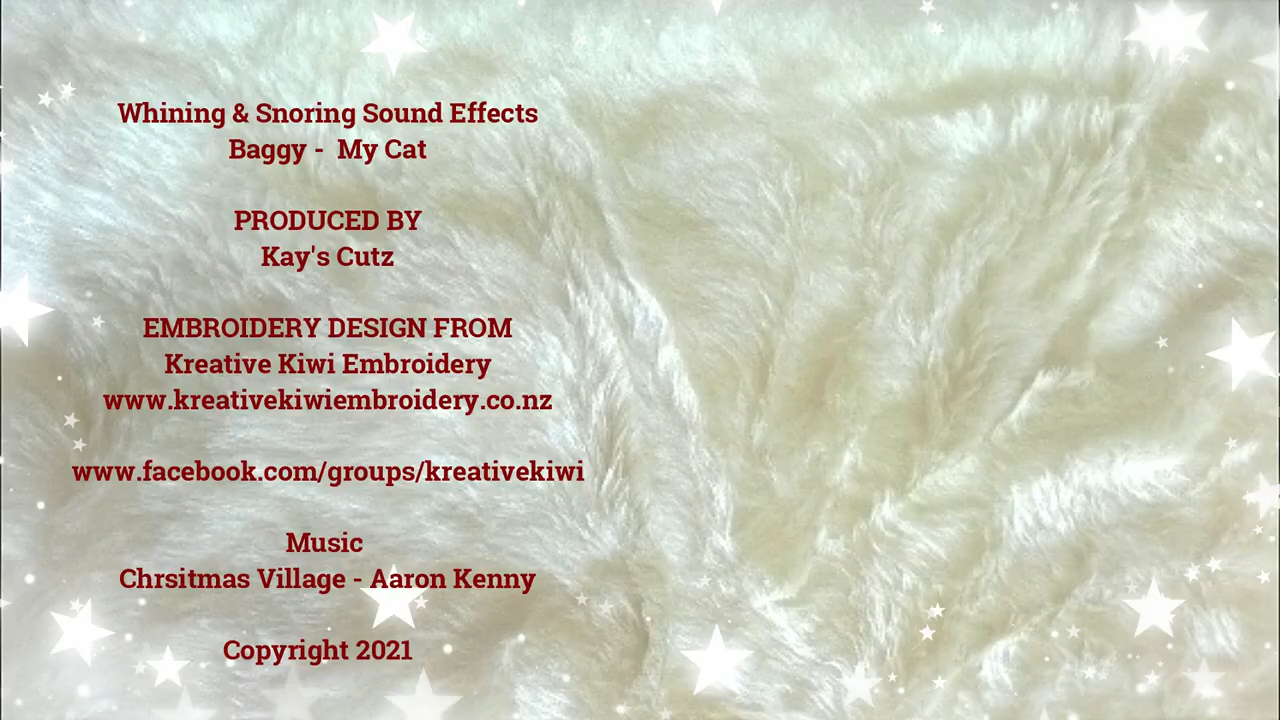 Whining & Snoring Sound Effects
Baggy -  My Cat
PRODUCED BY
Kay's Cutz
EMBROIDERY DESIGN FROM
Kreative Kiwi Embroidery
www.kreativekiwiembroidery.co.nz
www.facebook.com/groups/kreativekiwi
Music
Chrsitmas Village - Aaron Kenny
Copyright 2021